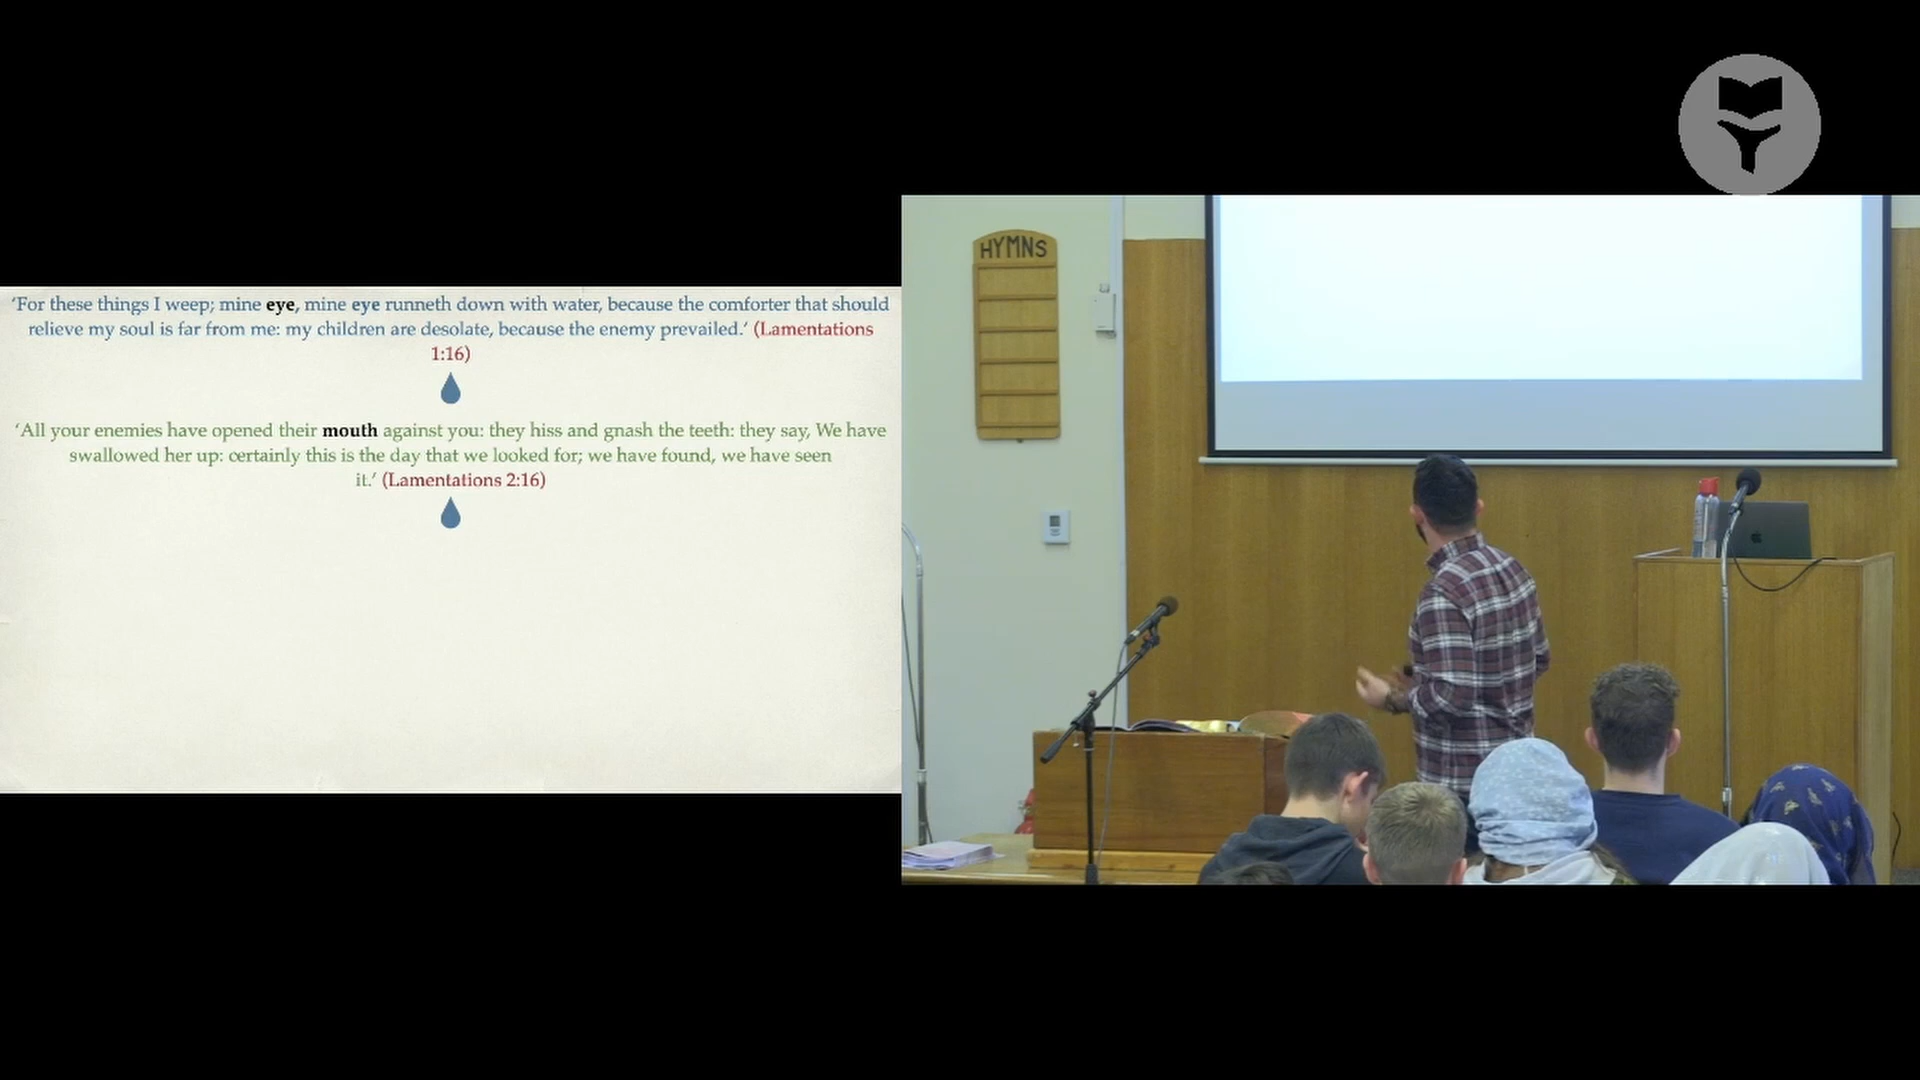 ‘For these things I weep; mine eye, mine eye runneth down with water, because the comforter that should
relieve my soul is far from me: my children are desolate, because the enemy prevailed.’ (Lamentations
1:16)
‘All your enemies have opened their mouth against you: they hiss and gnash the teeth: they say, We have
swallowed her up: certainly this is the day that we looked for; we have found, we have seen
it.’ (Lamentations 2:16)
HYMNS